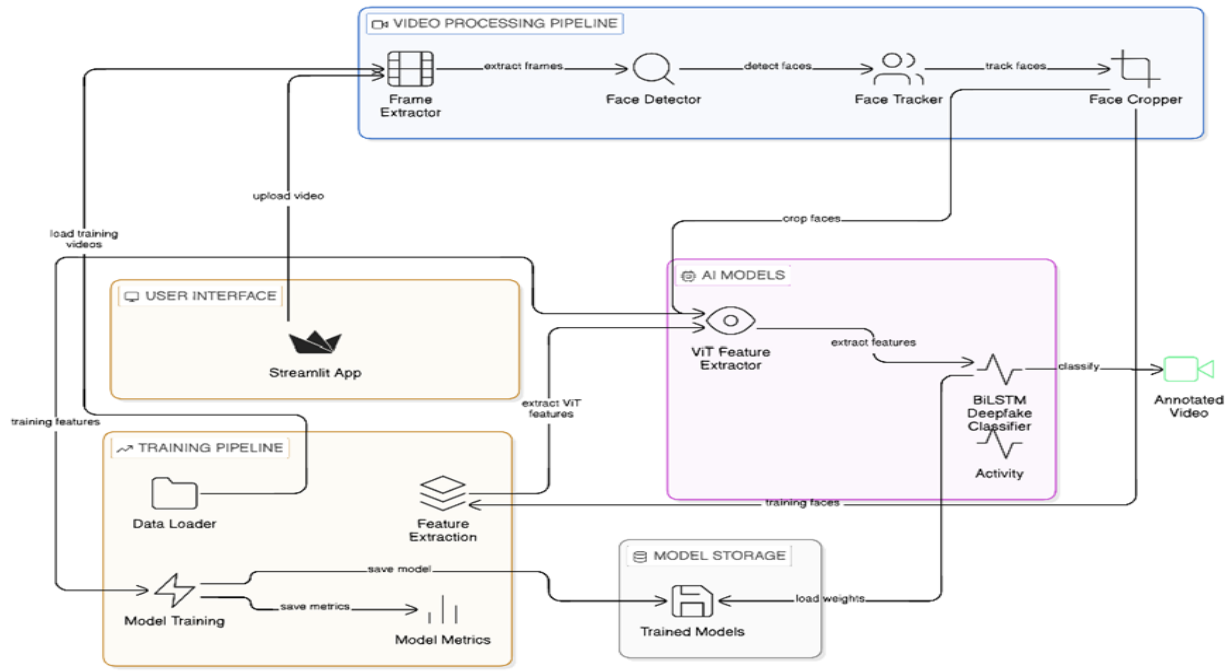 VIDEO PROCESSING PIPELINE
extract frames
detect faces
track faces
Frame
Extractor
Face Detector
Face Tracker
Face Cropper
upload video
crop faces
load training
videos
USER INTERFACE
Streamlit App
AI MODELS
ViT Feature
Extractor
extract features
classify
BiLSTM
Deepfake
Classifier
Annotated
Video
Activity
extract ViT
features
training features
TRAINING PIPELINE
Data Loader
Feature
Extraction
training faces
MODEL STORAGE
save model
save metrics
load weights
Model Training
Model Metrics
Trained Models